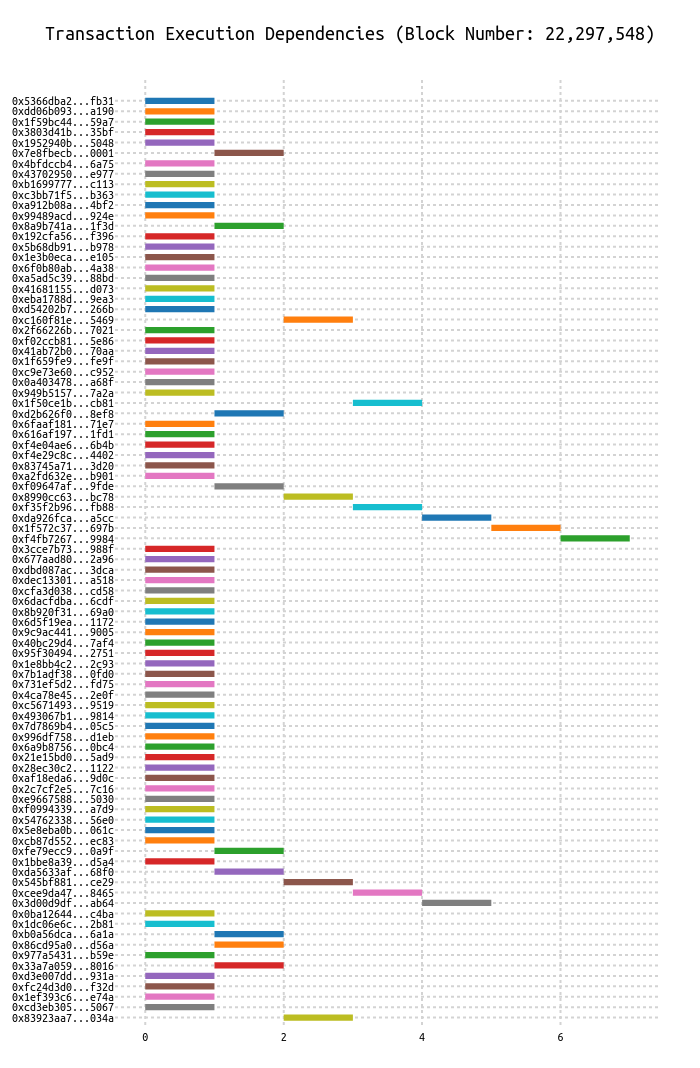 Transaction Execution Dependencies (Block Number: 22,297,548)
0x5366dba2...fb31
0xdd06b093...a190
0x1f59bc44...59a7
0x3803d41b...35bf
0x1952940b...5048
0x7e8fbecb...0001
0x4bfdccb4...6a75
0x43702950...e977
0xb1699777...c113
0xc3bb71f5...b363
0xa912b08a...4bf2
0x99489acd...924e
0x8a9b741a...1f3d
0x192cfa56...f396
0x5b68db91...b978
0x1e3b0eca...e105
0x6f0b80ab...4a38
0xa5ad5c39...88bd
0x41681155...d073
0xeba1788d...9ea3
0xd54202b7...266b
0xc160f81e...5469
0x2f66226b...7021
0xf02ccb81...5e86
0x41ab72b0...70aa
0x1f659fe9...fe9f
0xc9e73e60...c952
0x0a403478...a68f
0x949b5157...7a2a
0x1f50ce1b...cb81
0xd2b626f0...8ef8
0x6faaf181...71e7
0x616af197...1fd1
0xf4e04ae6...6b4b
0xf4e29c8c...4402
0x83745a71...3d20
0xa2fd632e...b901
0xf09647af...9fde
0x8990cc63...bc78
0xf35f2b96...fb88
0xda926fca...a5cc
0x1f572c37...697b
0xf4fb7267...9984
0x3cce7b73...988f
0x677aad80...2a96
0xdbd087ac...3dca
0xdec13301...a518
0xcfa3d038...cd58
0x6dacfdba...6cdf
0x8b920f31...69a0
0x6d5f19ea...1172
0x9c9ac441...9005
0x40bc29d4...7af4
0x95f30494...2751
0x1e8bb4c2...2c93
0x7b1adf38...0fd0
0x731ef5d2...fd75
0x4ca78e45...2e0f
0xc5671493...9519
0x493067b1...9814
0x7d7869b4...05c5
0x996df758...d1eb
0x6a9b8756...0bc4
0x21e15bd0...5ad9
0x28ec30c2...1122
0xaf18eda6...9d0c
0x2c7cf2e5...7c16
0xe9667588...5030
0xf0994339...a7d9
0x54762338...56e0
0x5e8eba0b...061c
0xcb87d552...ec83
0xfe79ecc9...0a9f
0x1bbe8a39...d5a4
0xda5633af...68f0
0x545bf881...ce29
0xcee9da47...8465
0x3d00d9df...ab64
0x0ba12644...c4ba
0x1dc06e6c...2b81
0xb0a56dca...6a1a
0x86cd95a0...d56a
0x977a5431...b59e
0x33a7a059...8016
0xd3e007dd...931a
0xfc24d3d0...f32d
0x1ef393c6...e74a
0xcd3eb305...5067
0x83923aa7...034a
0 2 4 6